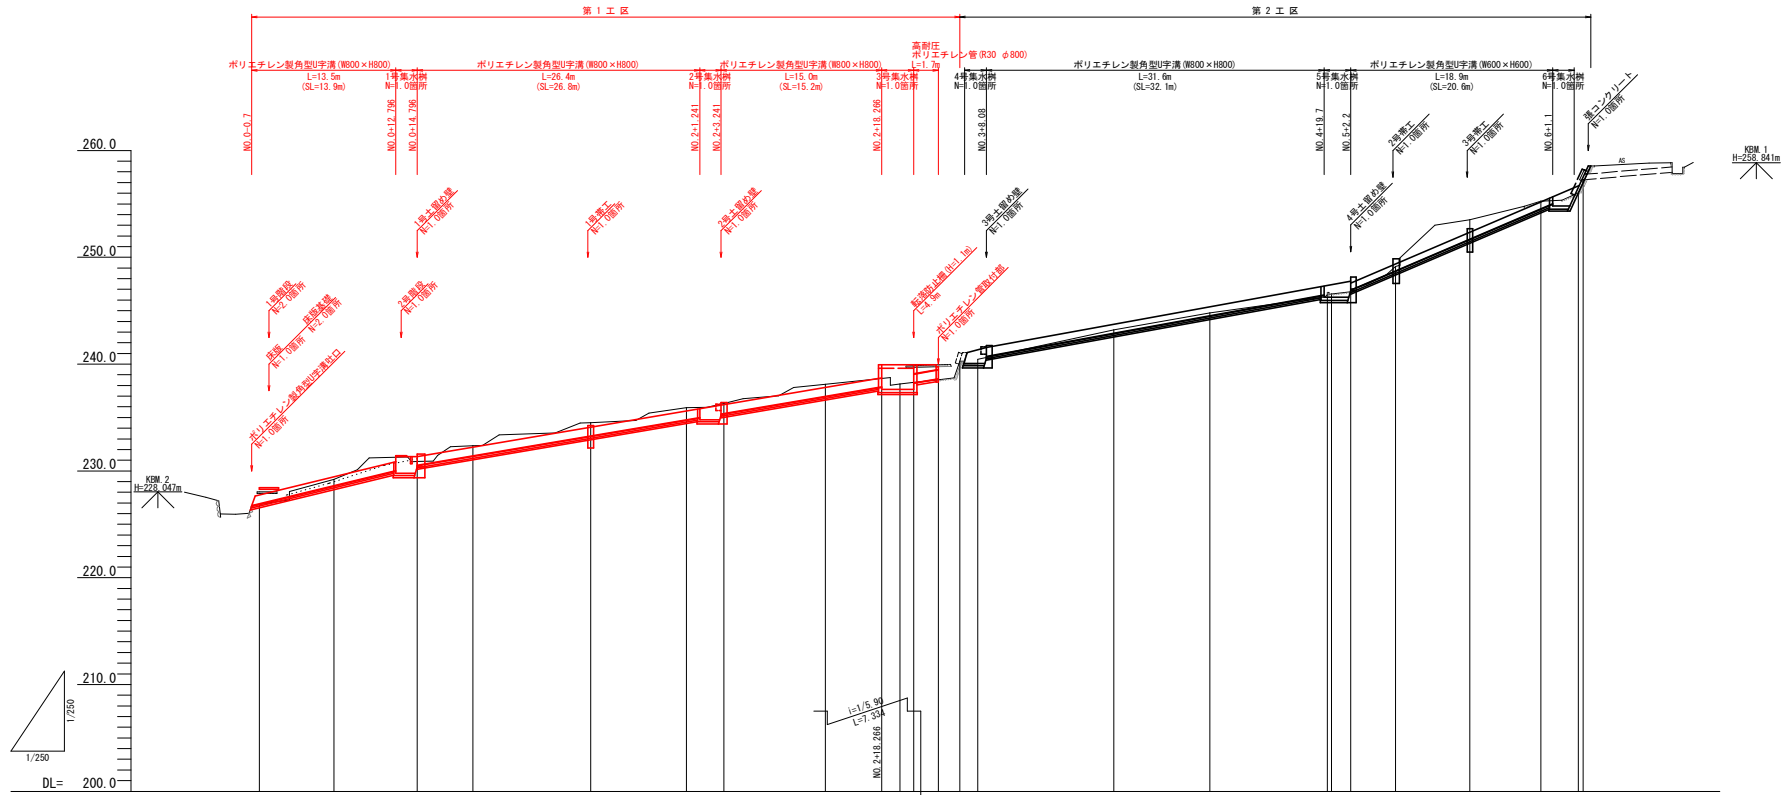 第1工区
第2工区
高耐圧
ポリエチレン管(R30 φ800)
L=1.7m
ポリエチレン製角型U字溝(W800×H800)
L=13.5m
(SL=13.9m)
1号集水桝
N=1.0箇所
ポリエチレン製角型U字溝(W800×H800)
L=26.4m
(SL=26.8m)
2号集水桝
N=1.0箇所
ポリエチレン製角型U字溝(W800×H800)
L=15.0m
(SL=15.2m)
3号集水桝
N=1.0箇所
4号集水桝
N=1.0箇所
ポリエチレン製角型U字溝(W800×H800)
L=31.6m
(SL=32.1m)
5号集水桝
N=1.0箇所
ポリエチレン製角型U字溝(W600×H600)
L=18.9m
(SL=20.6m)
6号集水桝
N=1.0箇所
張コンクリート
N=1.0箇所
NO.0-0.7
NO.0+12.796
NO.0+14.796
NO.2+1.241
NO.2+3.241
NO.2+18.266
NO.3+8.08
NO.4+19.7
NO.5+2.2
NO.6+1.1
2号帯工
N=1.0箇所
3号帯工
N=1.0箇所
AS
KBM.1
H=258.841m
260.0
1号土留め壁
N=1.0箇所
1号帯工
N=1.0箇所
2号土留め壁
N=1.0箇所
3号土留め壁
N=1.0箇所
4号土留め壁
N=1.0箇所
250.0
1号階段
N=2.0箇所
床版基礎
N=2.0箇所
床版
N=1.0箇所
ポリエチレン製角型U字溝吐口
N=1.0箇所
2号階段
N=1.0箇所
転落防止柵(H=1.1m)
L=4.9m
ポリエチレン管取付部
N=1.0箇所
240.0
230.0
KBM.2
H=228.047m
220.0
210.0
1/250
1/250
i=1/5.90
L=7.334
NO.2+18.266
DL= 200.0